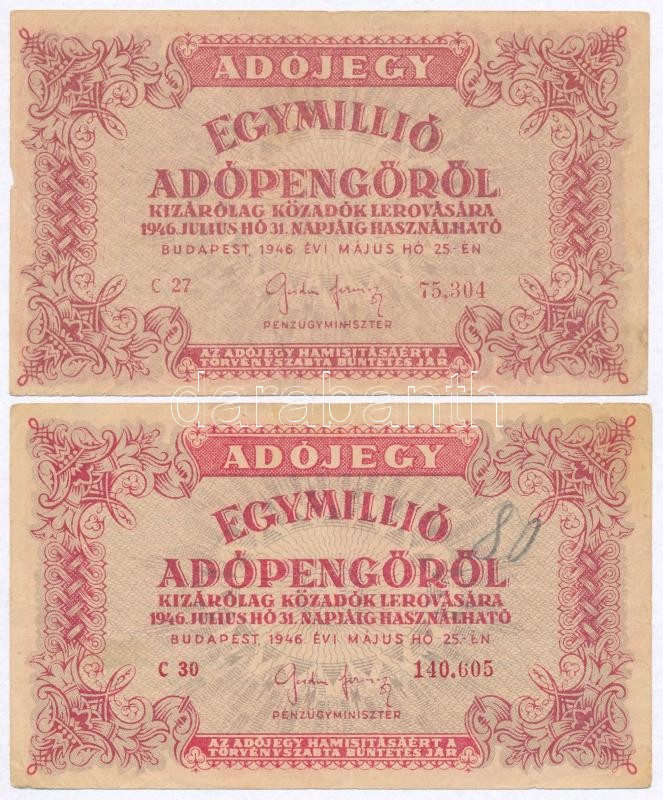 ADÓJEGY
EGYMILLIÓ
ADÓPENGŐRŐL
KIZÁRÓLAG KÖZADÓK LEROVÁSÁRA
1946. JULIUS HÓ 31. NAPJÁIG HASZNÁLHATÓ
BUDAPEST, 1946. ÉVI MÁJUS HÓ 25.-ÉN
C 27 75.304
PÉNZÜGYMINISZTER
AZ ADÓJEGY HAMISITÁSÁÉRT A
TÖRVÉNYSZABTA BÜNTETÉS JÁR
darabanth
ADÓJEGY
EGYMILLIÓ
80
ADÓPENGŐRŐL
KIZÁRÓLAG KÖZADÓK LEROVÁSÁRA
1946. JULIUS HÓ 31. NAPJÁIG HASZNÁLHATÓ
BUDAPEST, 1946. ÉVI MÁJUS HÓ 25.-ÉN
C 30 140.605
PÉNZÜGYMINISZTER
AZ ADÓJEGY HAMISITÁSÁÉRT A
TÖRVÉNYSZABTA BÜNTETÉS JÁR